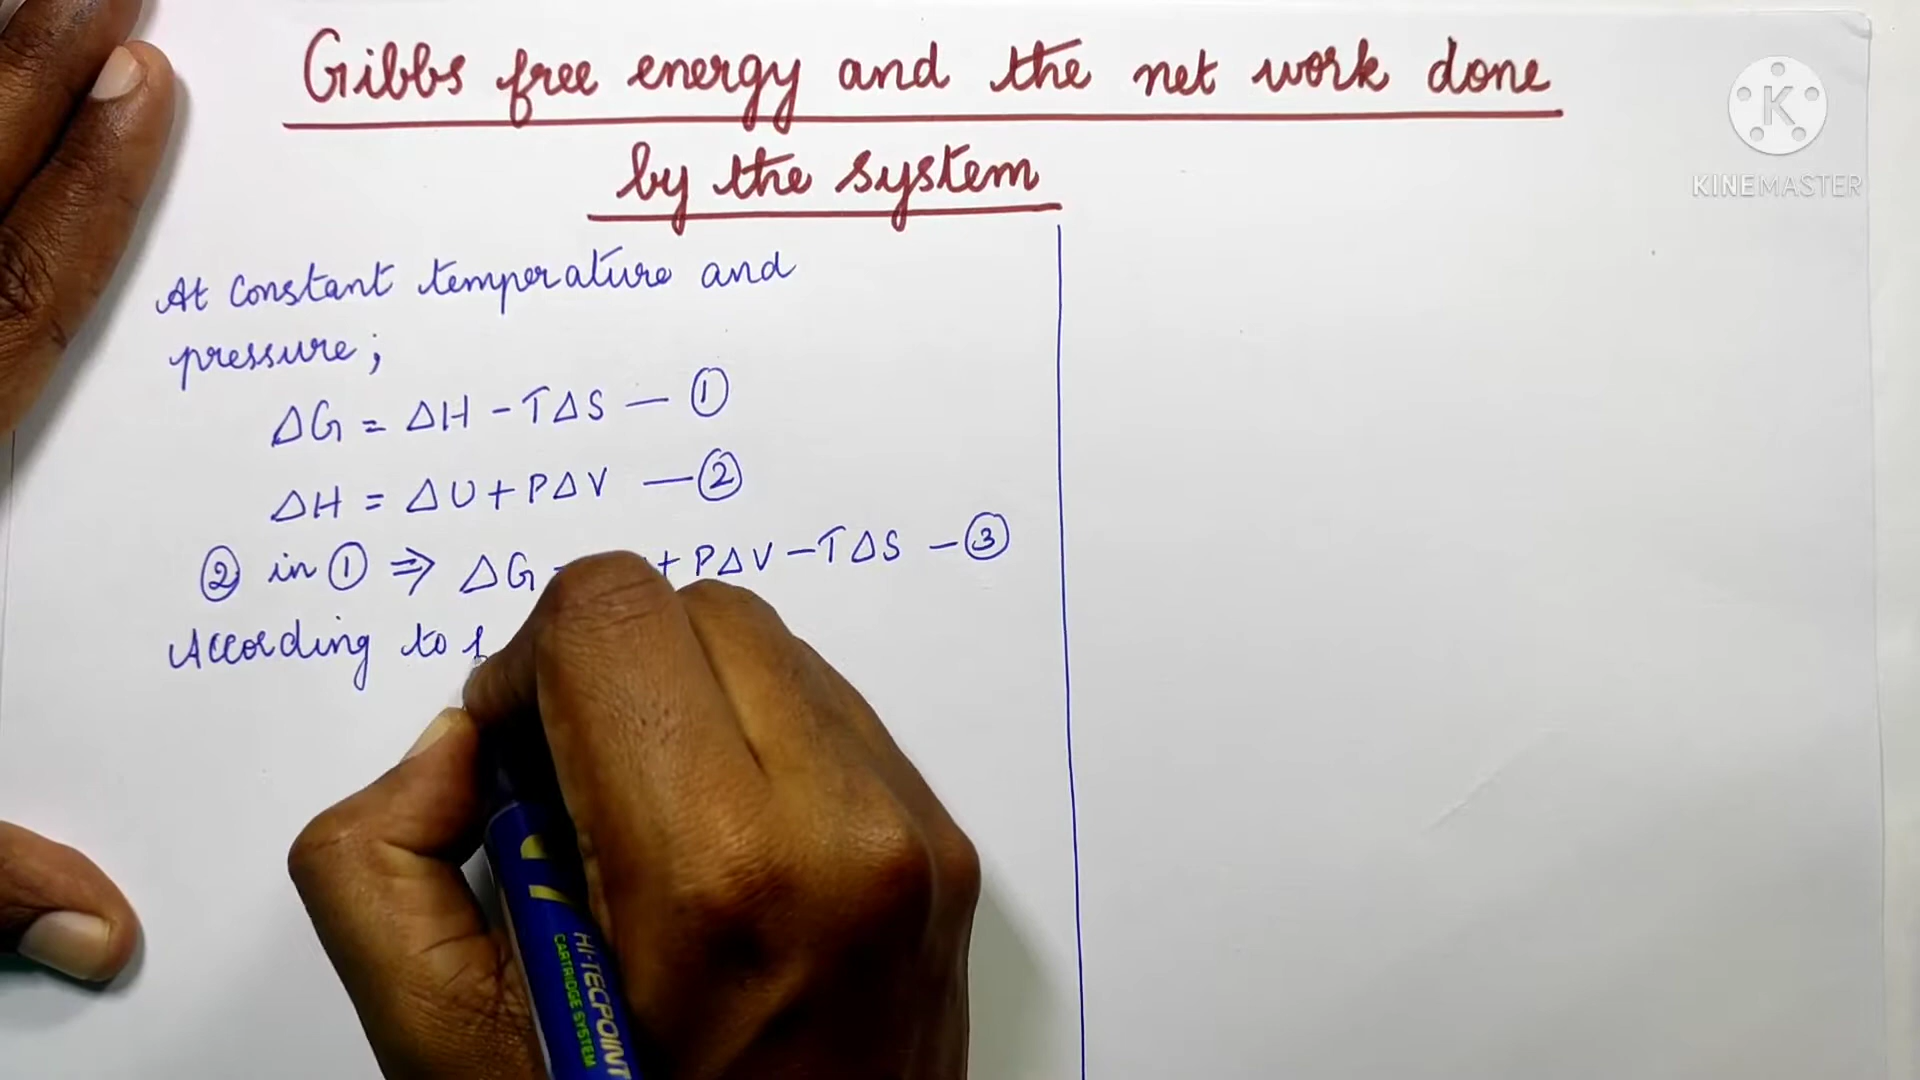 Gibbs free energy and the net work done
by the system
KINEMASTER
At constant temperature and
pressure;
ΔG = ΔH - TΔS — ①
ΔH = ΔU + PΔV — ②
② in ① ⇒ ΔG + PΔV - TΔS - ③
According to
HI-TECPOINT
CARTRIDGE SYSTEM